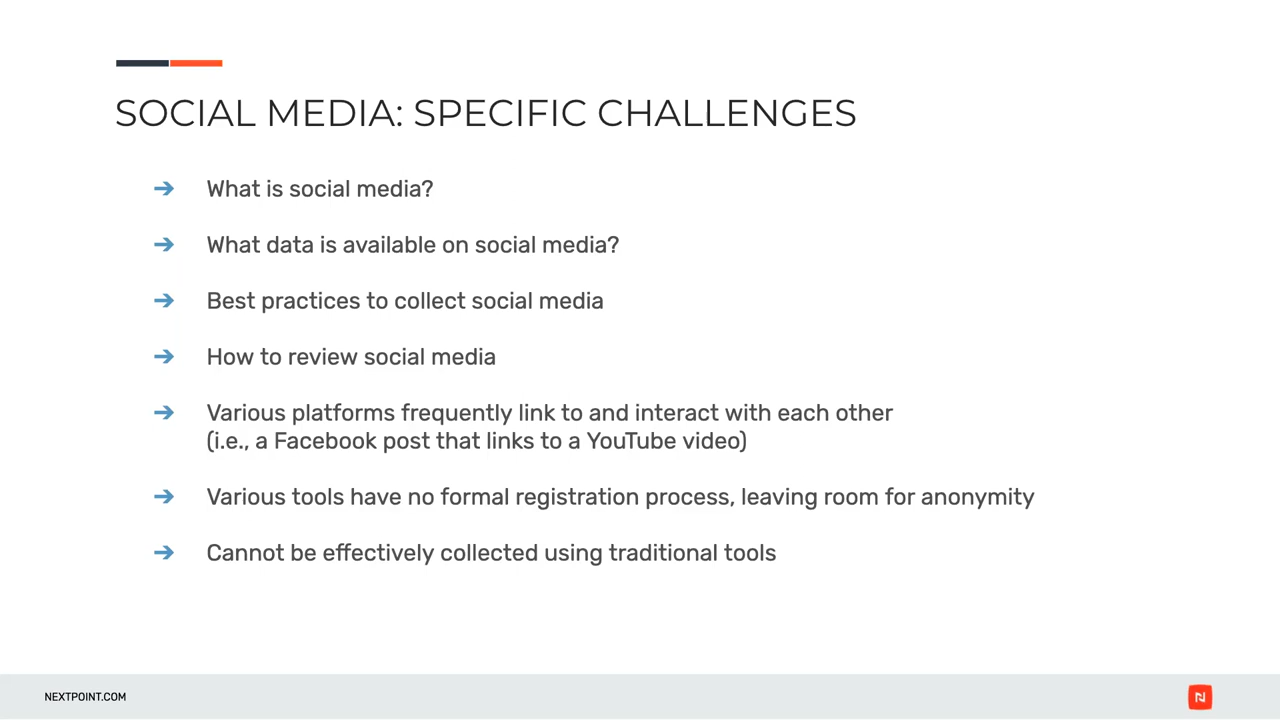 SOCIAL MEDIA: SPECIFIC CHALLENGES
➔ What is social media?
➔ What data is available on social media?
➔ Best practices to collect social media
➔ How to review social media
➔ Various platforms frequently link to and interact with each other
(i.e., a Facebook post that links to a YouTube video)
➔ Various tools have no formal registration process, leaving room for anonymity
➔ Cannot be effectively collected using traditional tools
NEXTPOINT.COM
N